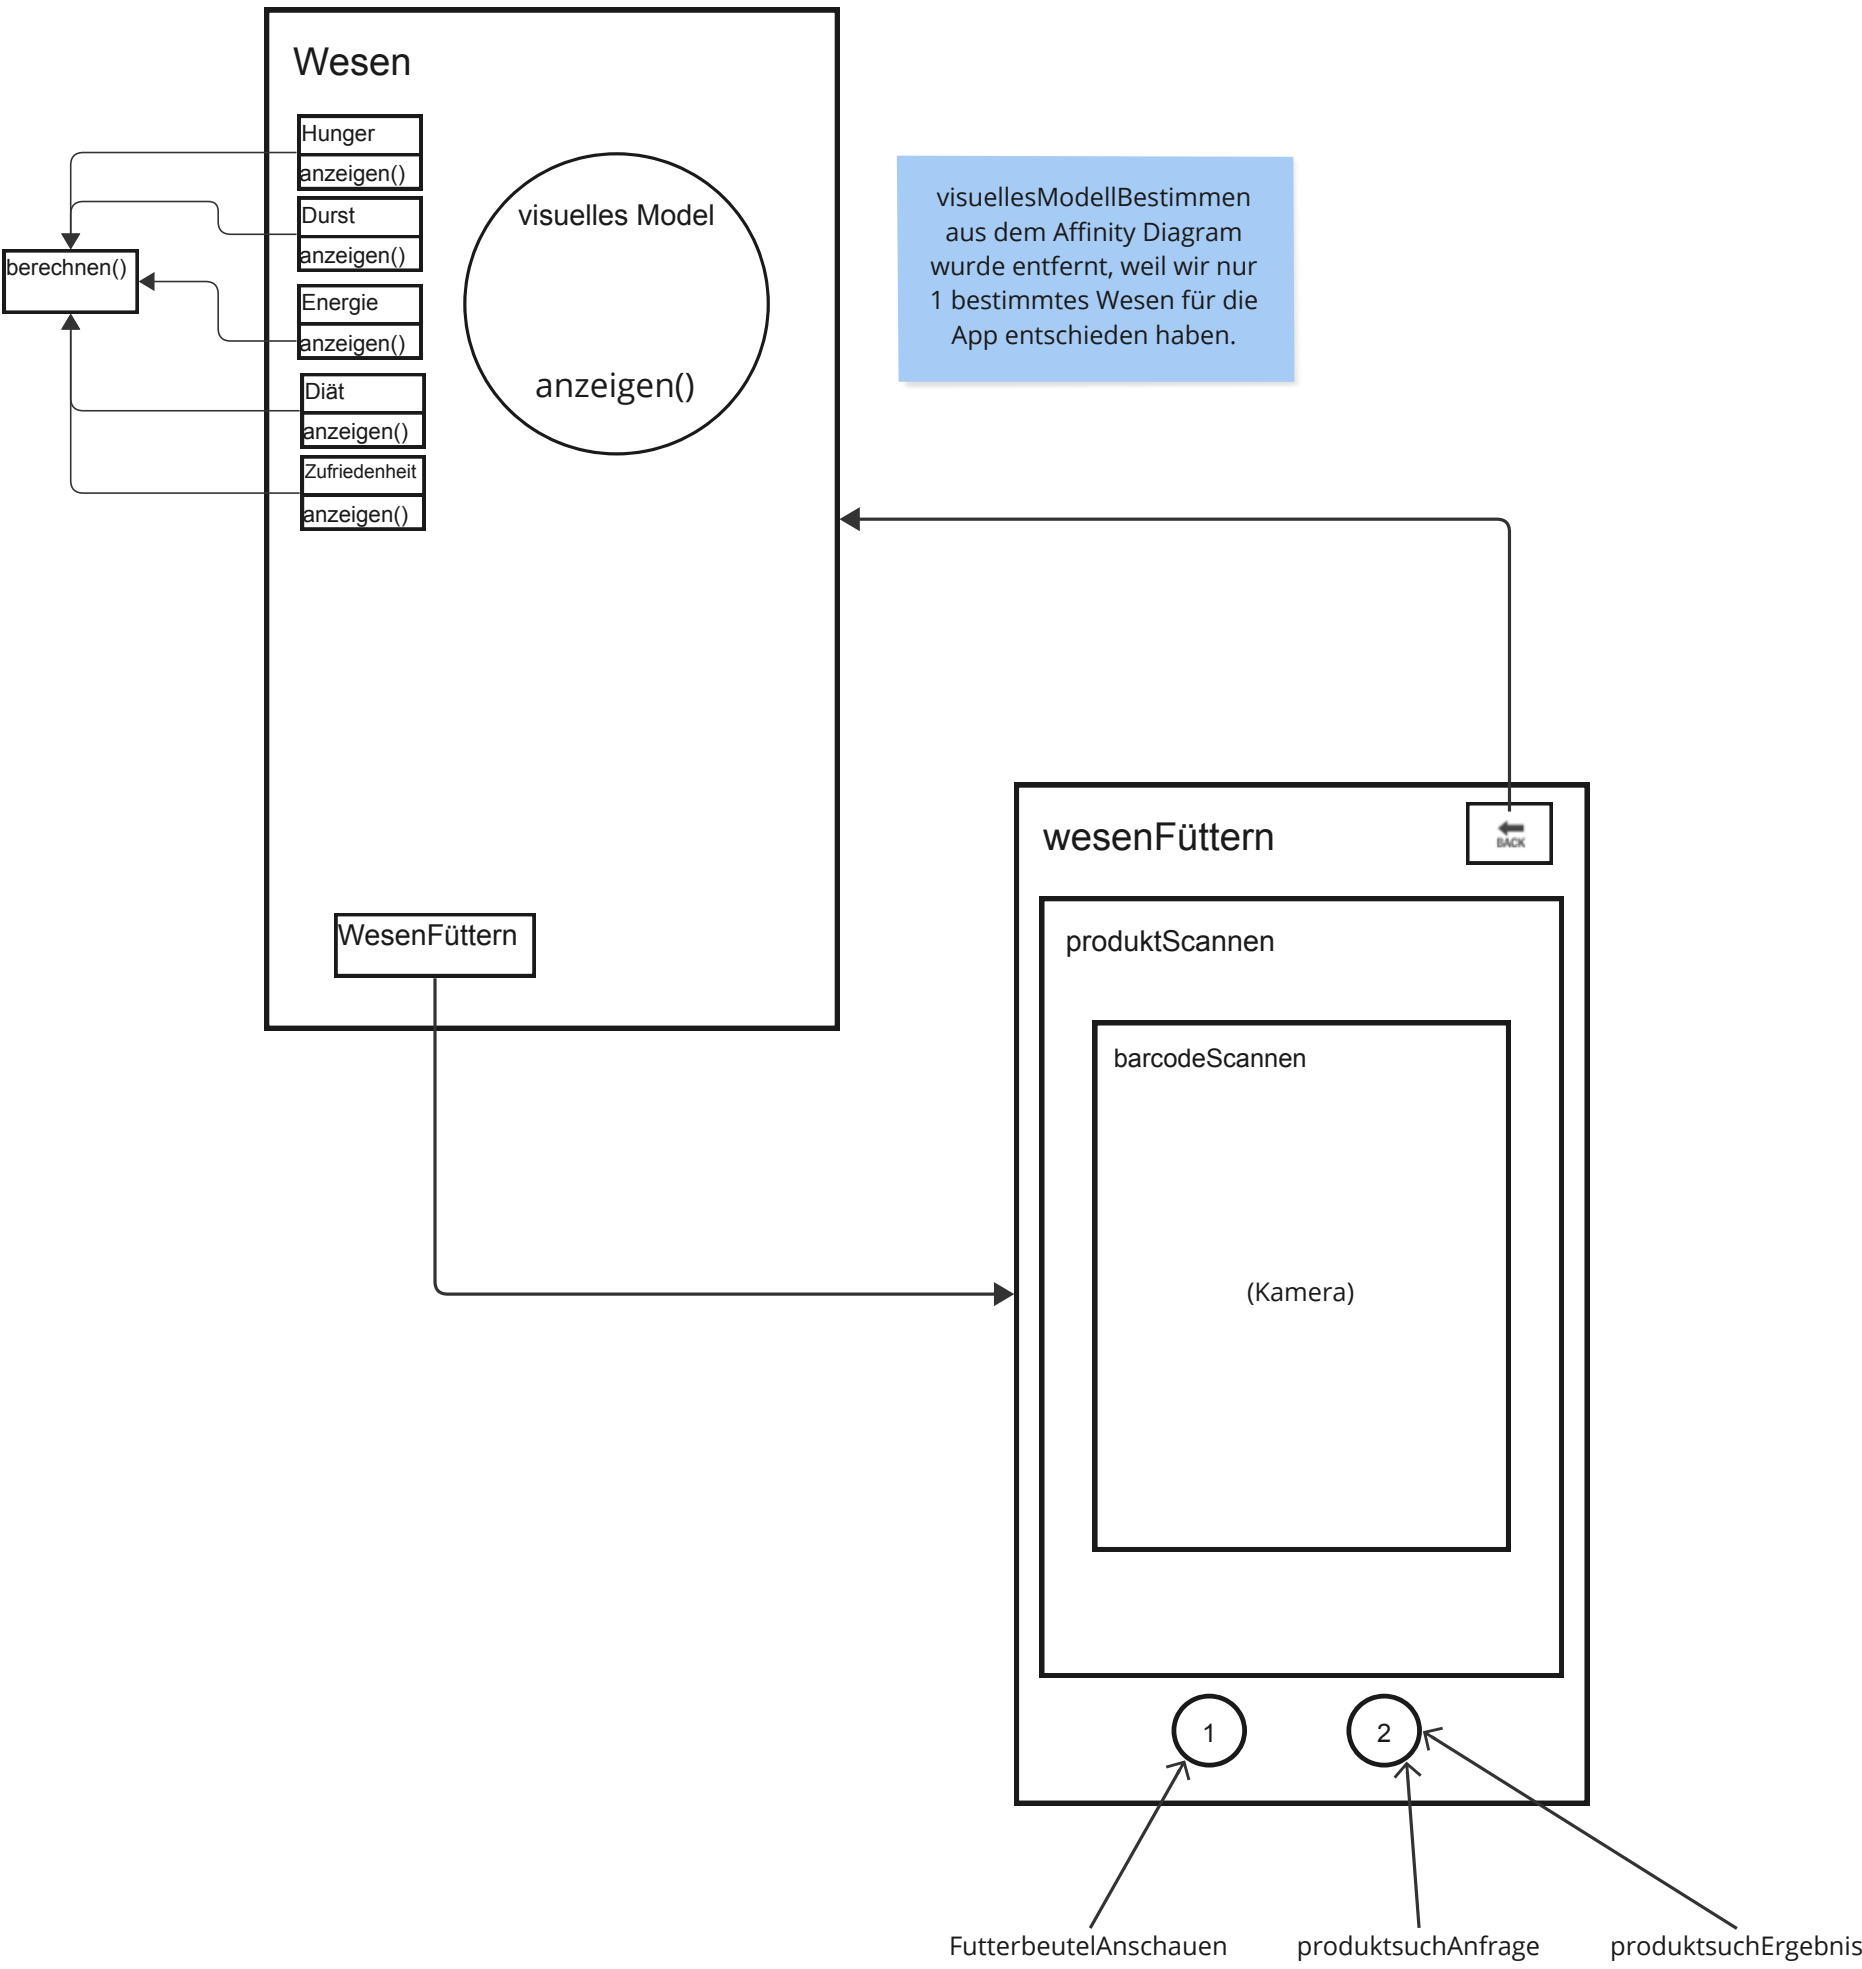 Wesen
Hunger
anzeigen()
Durst
anzeigen()
berechnen()
Energie
anzeigen()
Diät
anzeigen()
Zufriedenheit
anzeigen()
visuelles Model
anzeigen()
visuellesModellBestimmen
aus dem Affinity Diagram
wurde entfernt, weil wir nur
1 bestimmtes Wesen für die
App entschieden haben.
WesenFüttern
wesenFüttern
BACK
produktScannen
barcodeScannen
(Kamera)
1
2
FutterbeutelAnschauen
produktsuchAnfrage
produktsuchErgebnis